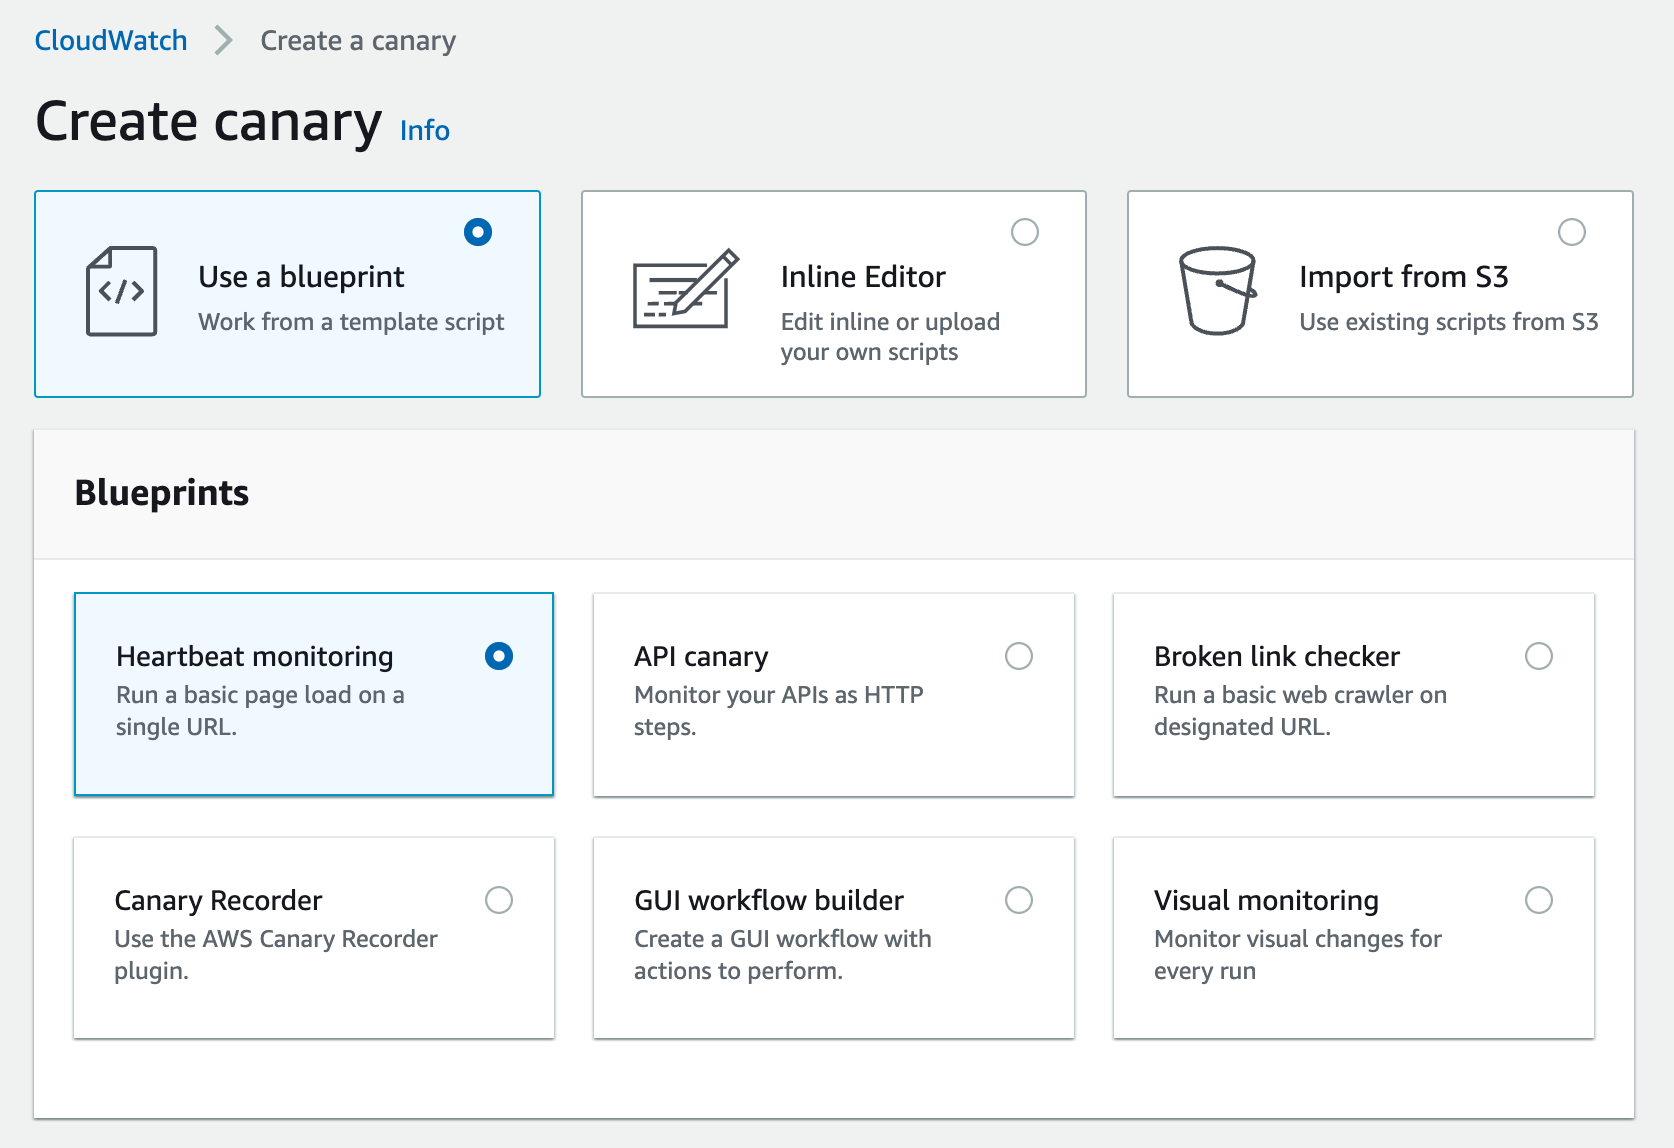 CloudWatch
Create a canary
Create canary Info
Use a blueprint
Work from a template script
Inline Editor
Edit inline or upload
your own scripts
Import from S3
Use existing scripts from S3
Blueprints
Heartbeat monitoring
Run a basic page load on a
single URL.
API canary
Monitor your APIs as HTTP
steps.
Broken link checker
Run a basic web crawler on
designated URL.
Canary Recorder
Use the AWS Canary Recorder
plugin.
GUI workflow builder
Create a GUI workflow with
actions to perform.
Visual monitoring
Monitor visual changes for
every run